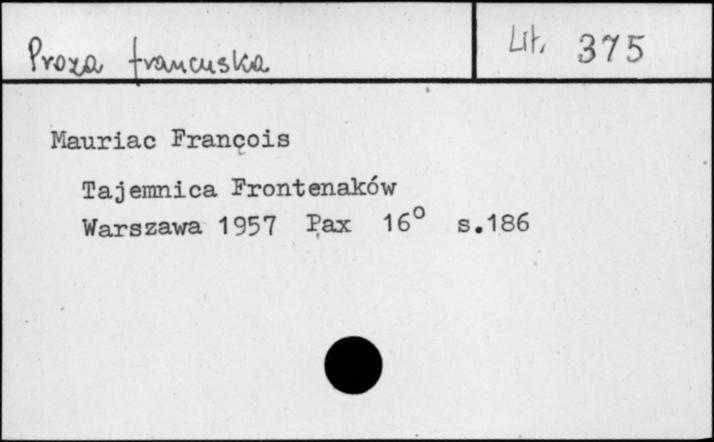 Proza francuska
Lit. 375
Mauriac François
Tajemnica Frontenaków
Warszawa 1957 Pax 16° s.186